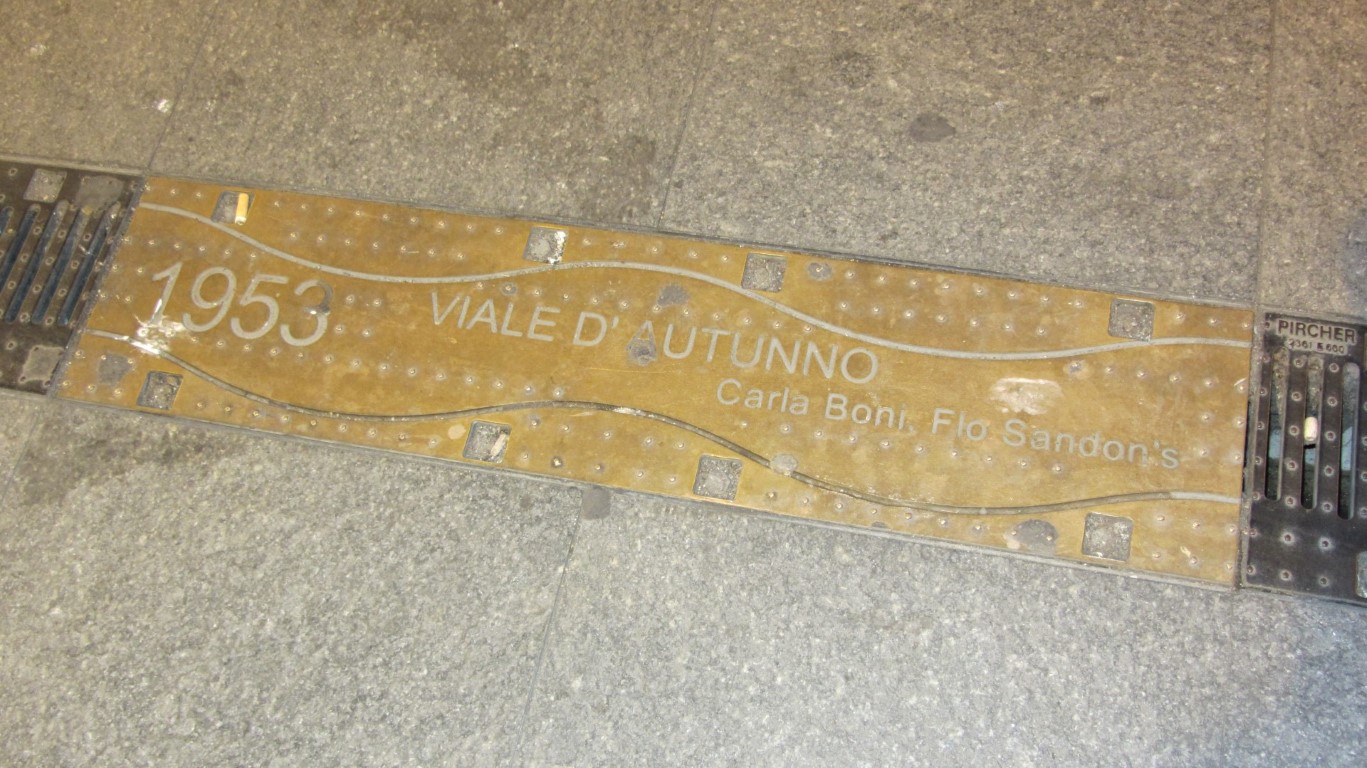 1953
VIALE D' AUTUNNO
Carla Boni, Flo Sandon's
PIRCHER